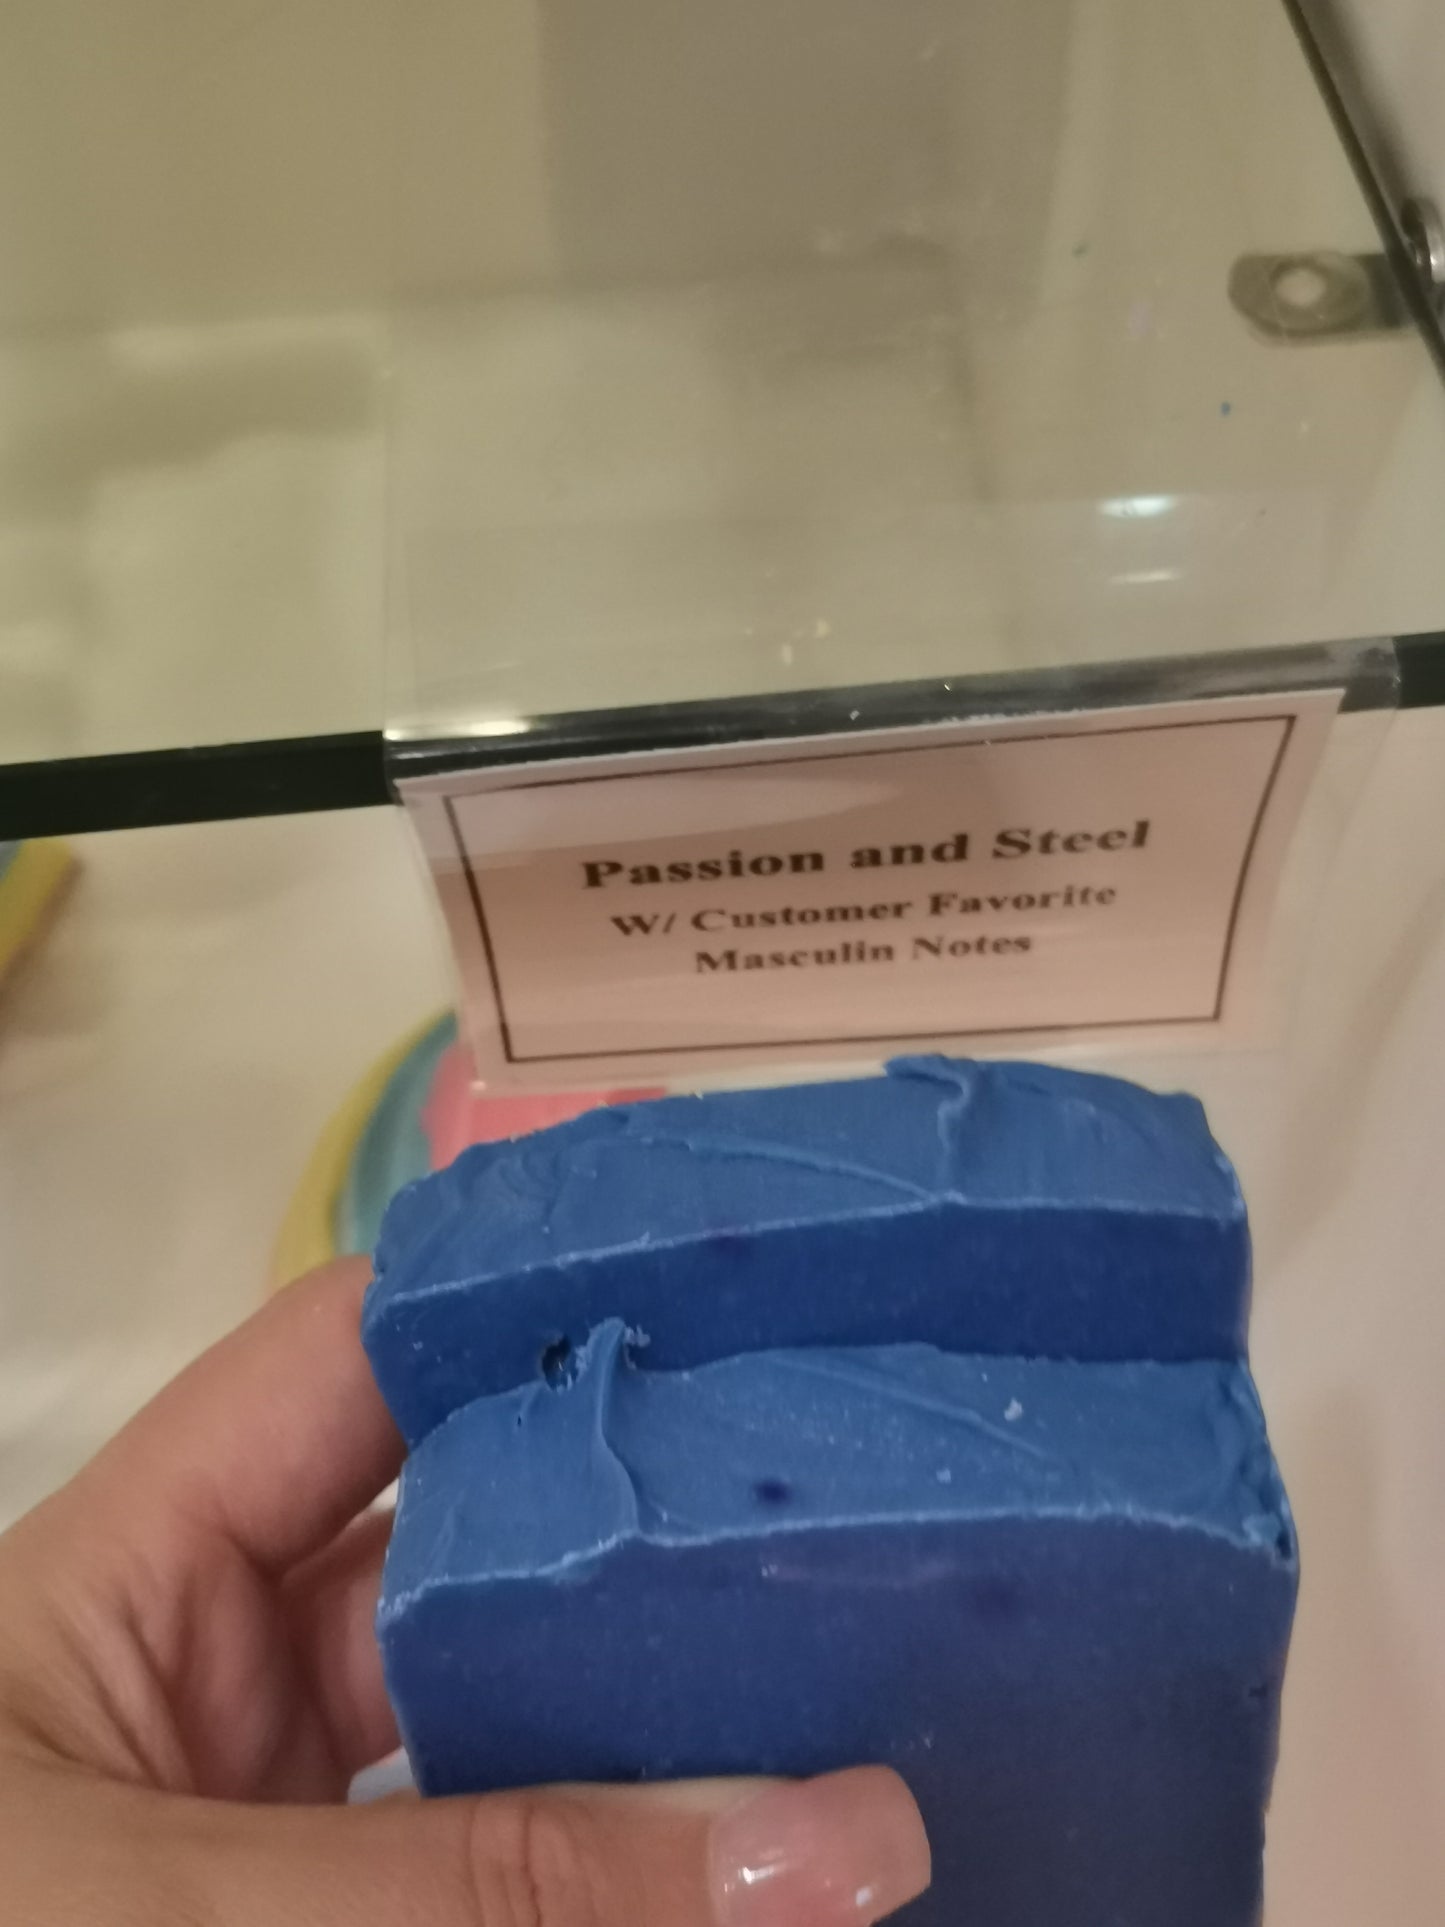 Passion and Steel
W/ Customer Favorite
Masculin Notes